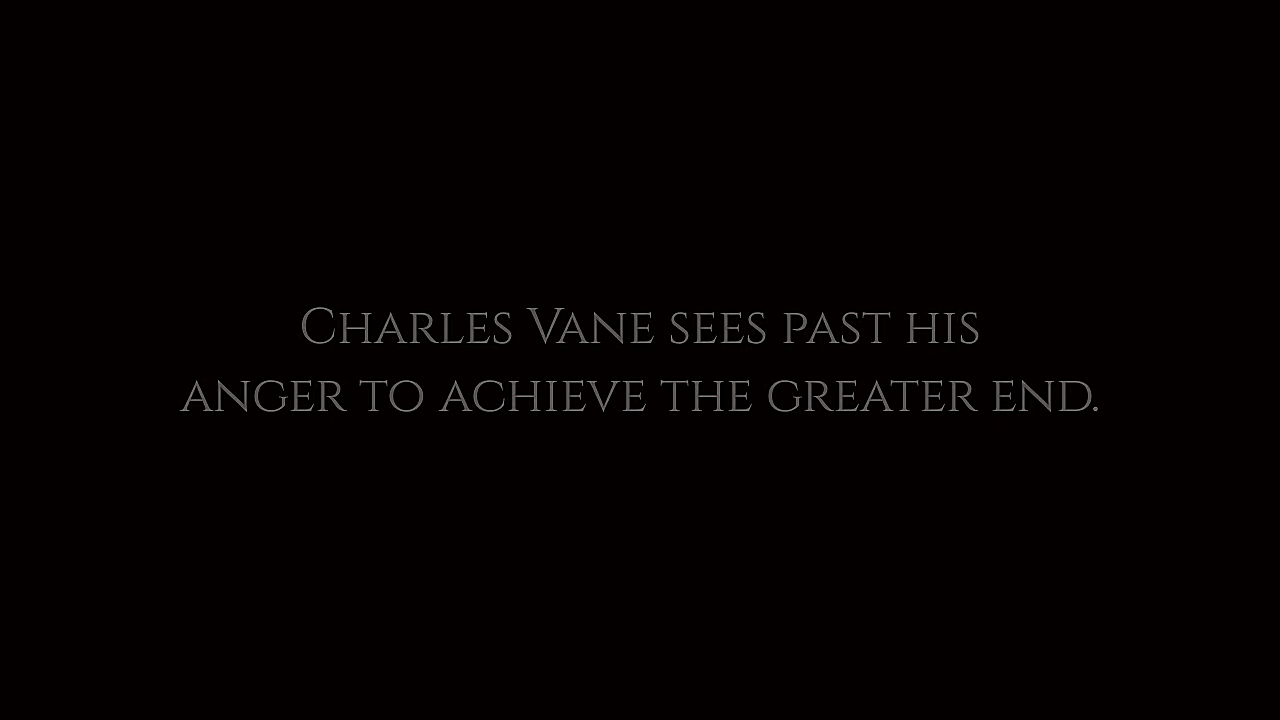 Charles Vane sees past his
anger to achieve the greater end.